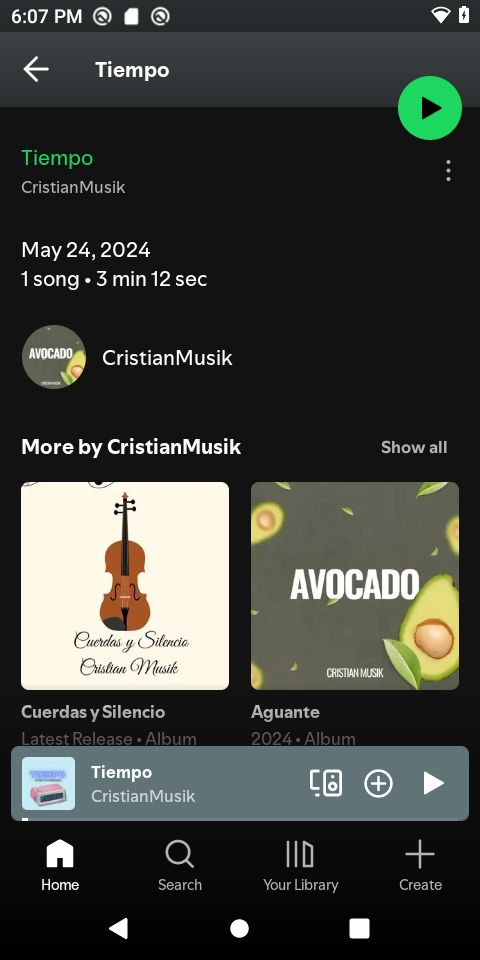 6:07 PM
Tiempo
Tiempo
CristianMusik
May 24, 2024
1 song • 3 min 12 sec
AVOCADO
CristianMusik
More by CristianMusik
Show all
Cuerdas y Silencio
Cristian Musik
AVOCADO
CRISTIAN MUSIK
Cuerdas y Silencio
Aguante
Latest Release • Album
2024 • Album
TIEMPO
Tiempo
CristianMusik
Home
Search
Your Library
Create